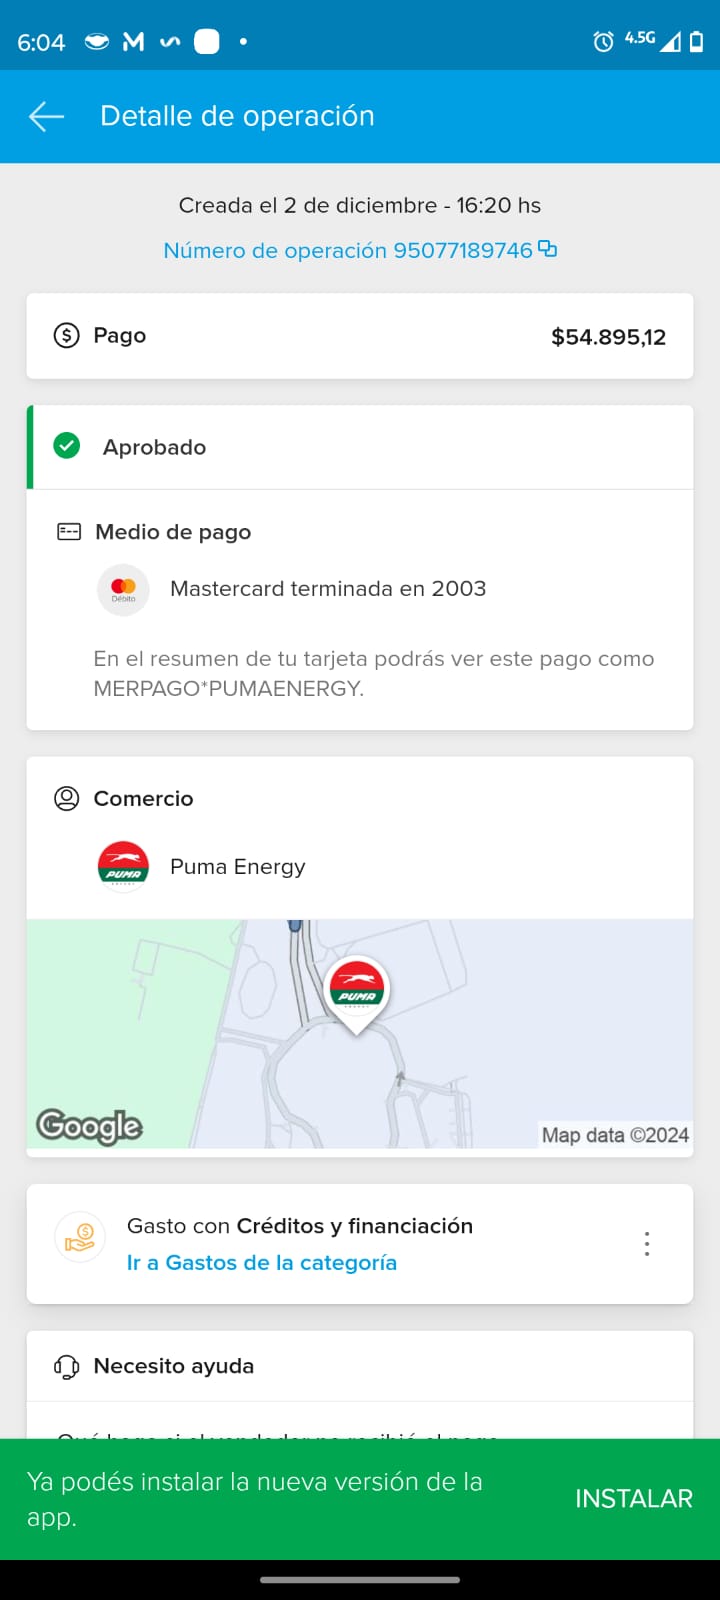 6:04
4.5G
Detalle de operación
Creada el 2 de diciembre - 16:20 hs
Número de operación 95077189746
Pago
$54.895,12
Aprobado
Medio de pago
Débito
Mastercard terminada en 2003
En el resumen de tu tarjeta podrás ver este pago como
MERPAGO*PUMAENERGY.
Comercio
PUMA
Puma Energy
PUMA
Google
Map data ©2024
Gasto con Créditos y financiación
Ir a Gastos de la categoría
Necesito ayuda
Ya podés instalar la nueva versión de la
app.
INSTALAR